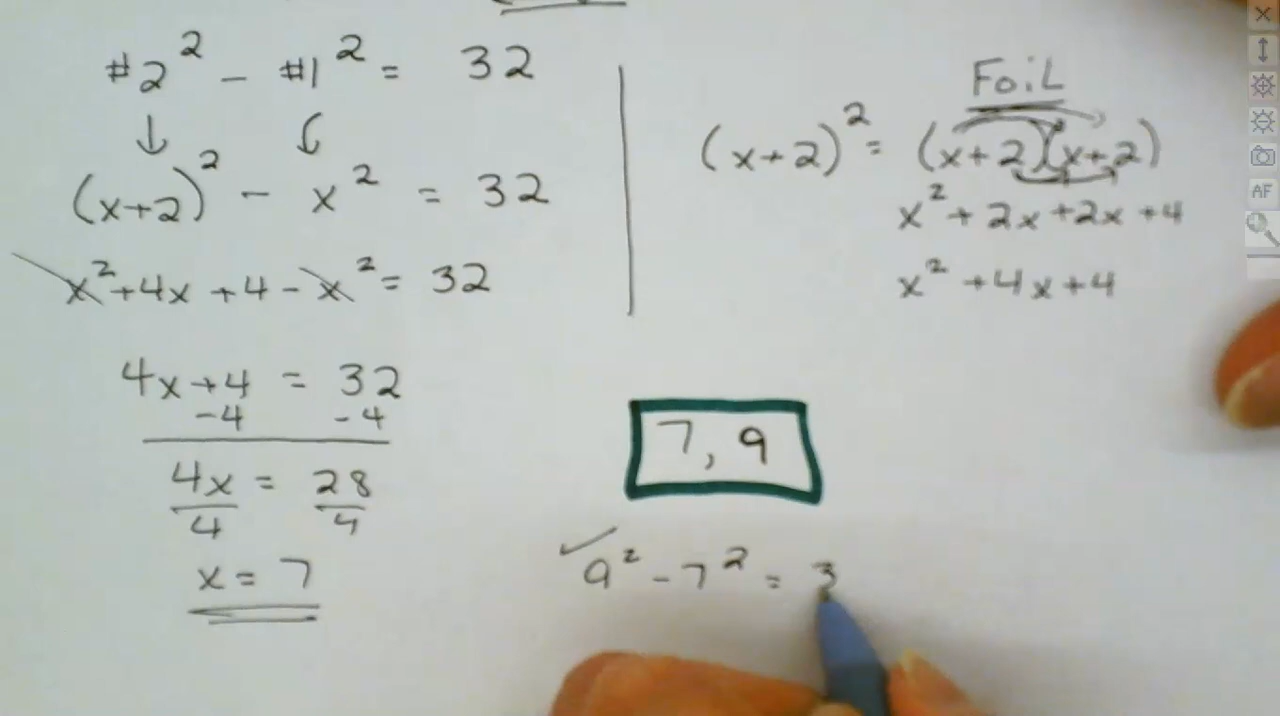 #2² - #1² = 32
(x+2)² - x² = 32
x²+4x+4-x² = 32
4x+4 = 32
-4 -4
4x = 28
4 4
x = 7
FOiL
(x+2)² = (x+2)(x+2)
x² + 2x+2x +4
x² +4x+4
7, 9
9² - 7² = 3
AF